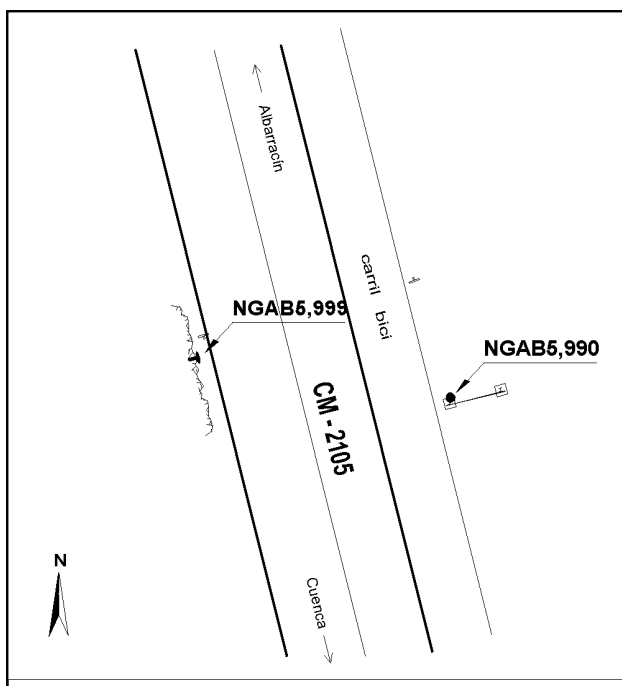 Albarracín
carril bici
NGAB5,999
NGAB5,990
CM - 2105
N
Cuenca